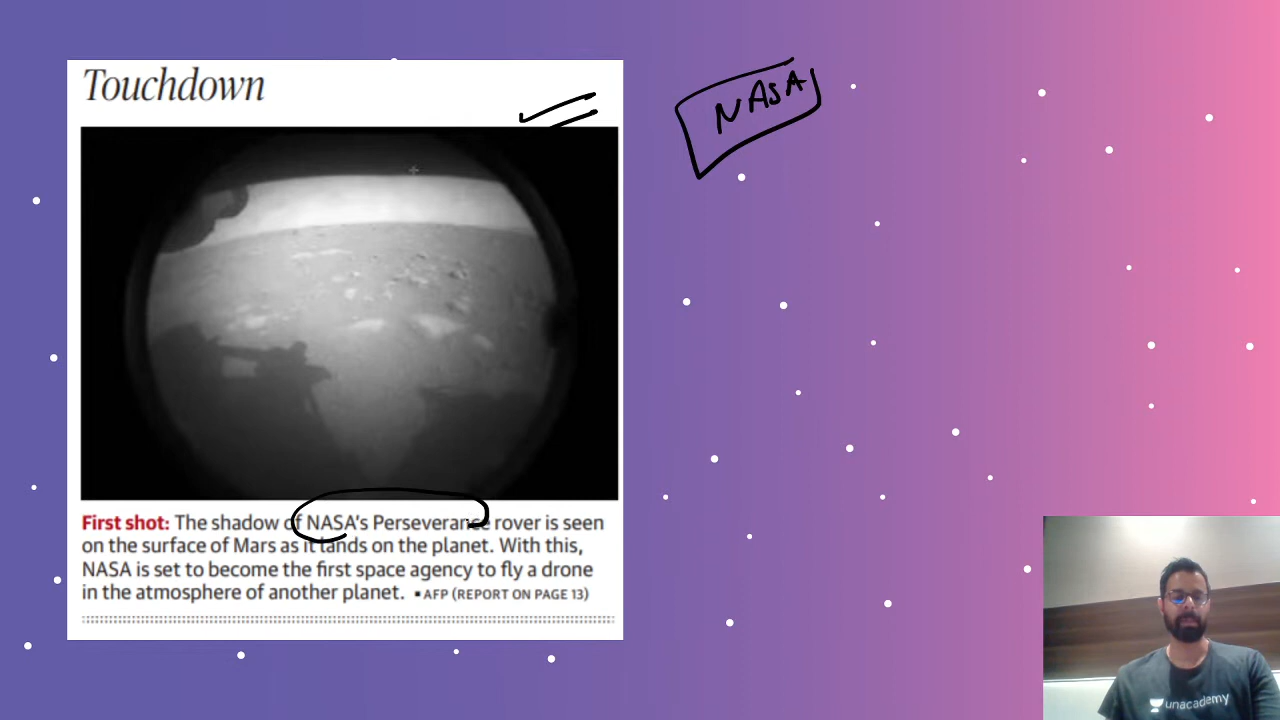 Touchdown
NASA
First shot: The shadow of NASA's Perseverance rover is seen
on the surface of Mars as it lands on the planet. With this,
NASA is set to become the first space agency to fly a drone
in the atmosphere of another planet. ▪ AFP (REPORT ON PAGE 13)
unacademy